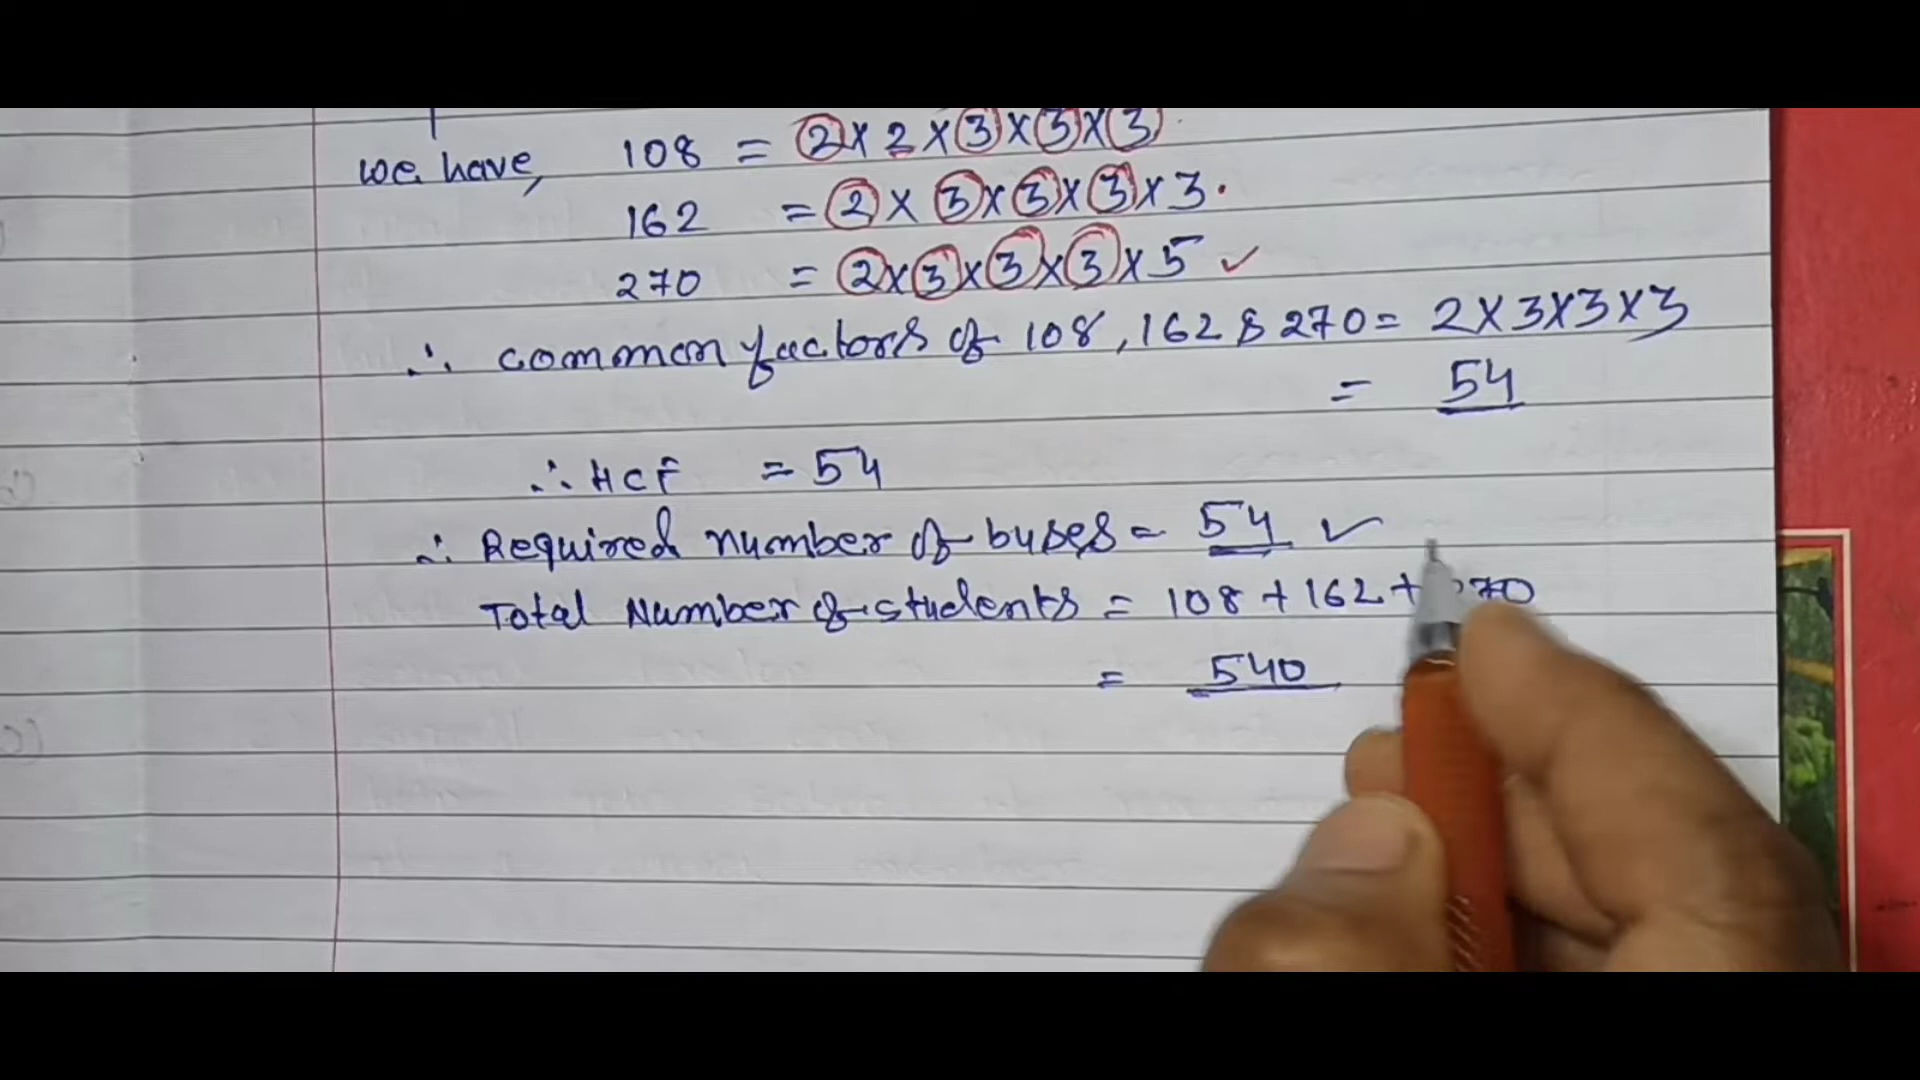 we have, 108 = 2 x 2 x 3 x 3 x 3
162 = 2 x 3 x 3 x 3 x 3.
270 = 2 x 3 x 3 x 3 x 5 ✓
∴ common factors of 108, 162 & 270 = 2 x 3 x 3 x 3
= 54
∴ HCF = 54
∴ Required number of buses = 54 ✓
Total Number of students = 108 + 162 + 270
= 540